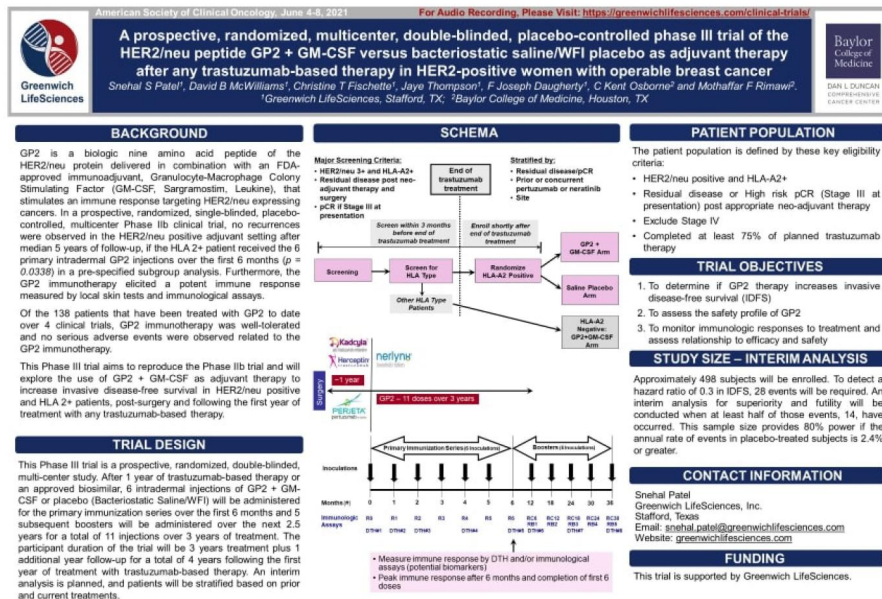 American Society of Clinical Oncology, June 4-8, 2021
For Audio Recording, Please Visit: https://greenwichlifesciences.com/clinical-trials/
Greenwich
LifeSciences
A prospective, randomized, multicenter, double-blinded, placebo-controlled phase III trial of the
HER2/neu peptide GP2 + GM-CSF versus bacteriostatic saline/WFI placebo as adjuvant therapy
after any trastuzumab-based therapy in HER2-positive women with operable breast cancer
Snehal S Patel¹, David B McWilliams¹, Christine T Fischette¹, Jaye Thompson¹, F Joseph Daugherty¹, C Kent Osborne² and Mothaffar F Rimawi².
¹Greenwich LifeSciences, Stafford, TX; ²Baylor College of Medicine, Houston, TX
Baylor
College of
Medicine
DAN L DUNCAN
COMPREHENSIVE
CANCER CENTER
BACKGROUND
GP2 is a biologic nine amino acid peptide of the
HER2/neu protein delivered in combination with an FDA-
approved immunoadjuvant, Granulocyte-Macrophage Colony
Stimulating Factor (GM-CSF, Sargramostim, Leukine), that
stimulates an immune response targeting HER2/neu expressing
cancers. In a prospective, randomized, single-blinded, placebo-
controlled, multicenter Phase IIb clinical trial, no recurrences
were observed in the HER2/neu positive adjuvant setting after
median 5 years of follow-up, if the HLA 2+ patient received the 6
primary intradermal GP2 injections over the first 6 months (p =
0.0338) in a pre-specified subgroup analysis. Furthermore, the
GP2 immunotherapy elicited a potent immune response
measured by local skin tests and immunological assays.
Of the 138 patients that have been treated with GP2 to date
over 4 clinical trials, GP2 immunotherapy was well-tolerated
and no serious adverse events were observed related to the
GP2 immunotherapy.
This Phase III trial aims to reproduce the Phase IIb trial and will
explore the use of GP2 + GM-CSF as adjuvant therapy to
increase invasive disease-free survival in HER2/neu positive
and HLA 2+ patients, post-surgery and following the first year of
treatment with any trastuzumab-based therapy.
TRIAL DESIGN
This Phase III trial is a prospective, randomized, double-blinded,
multi-center study. After 1 year of trastuzumab-based therapy or
an approved biosimilar, 6 intradermal injections of GP2 + GM-
CSF or placebo (Bacteriostatic Saline/WFI) will be administered
for the primary immunization series over the first 6 months and 5
subsequent boosters will be administered over the next 2.5
years for a total of 11 injections over 3 years of treatment. The
participant duration of the trial will be 3 years treatment plus 1
additional year follow-up for a total of 4 years following the first
year of treatment with trastuzumab-based therapy. An interim
analysis is planned, and patients will be stratified based on prior
and current treatments.
SCHEMA
Major Screening Criteria:
• HER2/neu 3+ and HLA-A2+
• Residual disease post neo-
adjuvant therapy and
surgery
• pCR if Stage III at
presentation
End of
trastuzumab
treatment
Stratified by:
• Residual disease/pCR
• Prior or concurrent
pertuzumab or neratinib
• Site
Screen within 3 months
before end of
trastuzumab treatment
Enroll shortly after
end of trastuzumab
treatment
Screening
Screen for
HLA Type
Randomize
HLA-A2 Positive
GP2 +
GM-CSF Arm
Saline Placebo
Arm
Other HLA Type
Patients
HLA-A2
Negative:
GP2+GM-CSF
Arm
Kadcyla
Herceptin
PERJETA
pertuzumab
nerlynx
Surgery
~1 year
GP2 – 11 doses over 3 years
Primary Immunization Series (6 Inoculations)
Boosters (5 Inoculations)
Inoculations
Months (#) 0 1 2 3 4 5 6 12 18 24 30 36
Immunologic
Assays
R0 R1 R2 R3 R4 R5 R6
• Measure immune response by DTH and/or immunological
assays (potential biomarkers)
• Peak immune response after 6 months and completion of first 6
doses
PATIENT POPULATION
The patient population is defined by these key eligibility
criteria:
• HER2/neu positive and HLA-A2+
• Residual disease or High risk pCR (Stage III at
presentation) post appropriate neo-adjuvant therapy
• Exclude Stage IV
• Completed at least 75% of planned trastuzumab
therapy
TRIAL OBJECTIVES
1. To determine if GP2 therapy increases invasive
disease-free survival (IDFS)
2. To assess the safety profile of GP2
3. To monitor immunologic responses to treatment and
assess relationship to efficacy and safety
STUDY SIZE – INTERIM ANALYSIS
Approximately 498 subjects will be enrolled. To detect a
hazard ratio of 0.3 in IDFS, 28 events will be required. An
interim analysis for superiority and futility will be
conducted when at least half of those events, 14, have
occurred. This sample size provides 80% power if the
annual rate of events in placebo-treated subjects is 2.4%
or greater.
CONTACT INFORMATION
Snehal Patel
Greenwich LifeSciences, Inc.
Stafford, Texas
Email: snehal.patel@greenwichlifesciences.com
Website: greenwichlifesciences.com
FUNDING
This trial is supported by Greenwich LifeSciences.